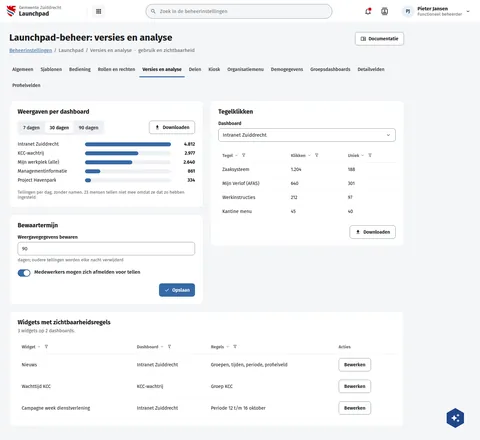 Gemeente Zuiddrecht
Launchpad
Zoek in de beheerinstellingen
PJ
Pieter Jansen
Functioneel beheerder
Launchpad-beheer: versies en analyse
Documentatie
Beheerinstellingen / Launchpad / Versies en analyse · gebruik en zichtbaarheid
Algemeen Sjablonen Bediening Rollen en rechten Versies en analyse Delen Kiosk Organisatiemenu Demogegevens Groepsdashboards Detailvelden
Profielvelden
Weergaven per dashboard
7 dagen 30 dagen 90 dagen Downloaden
Intranet Zuiddrecht 4.812
KCC-wachtrij 2.977
Mijn werkplek (alle) 2.640
Managementinformatie 861
Project Havenpark 334
Tellingen per dag, zonder namen. 23 mensen tellen niet mee omdat ze dat zo hebben
ingesteld.
Bewaartermijn
Weergavegegevens bewaren
90
dagen; oudere tellingen worden elke nacht verwijderd
Medewerkers mogen zich afmelden voor tellen
Opslaan
Tegelklikken
Dashboard
Intranet Zuiddrecht
Tegel Klikken Uniek
Zaaksysteem 1.204 188
Mijn Verlof (AFAS) 640 301
Werkinstructies 212 97
Kantine menu 45 40
Downloaden
Widgets met zichtbaarheidsregels
3 widgets op 2 dashboards.
Widget Dashboard Regels Acties
Nieuws Intranet Zuiddrecht Groepen, tijden, periode, profielveld Bewerken
Wachttijd KCC KCC-wachtrij Groep KCC Bewerken
Campagne week dienstverlening Intranet Zuiddrecht Periode 12 t/m 16 oktober Bewerken